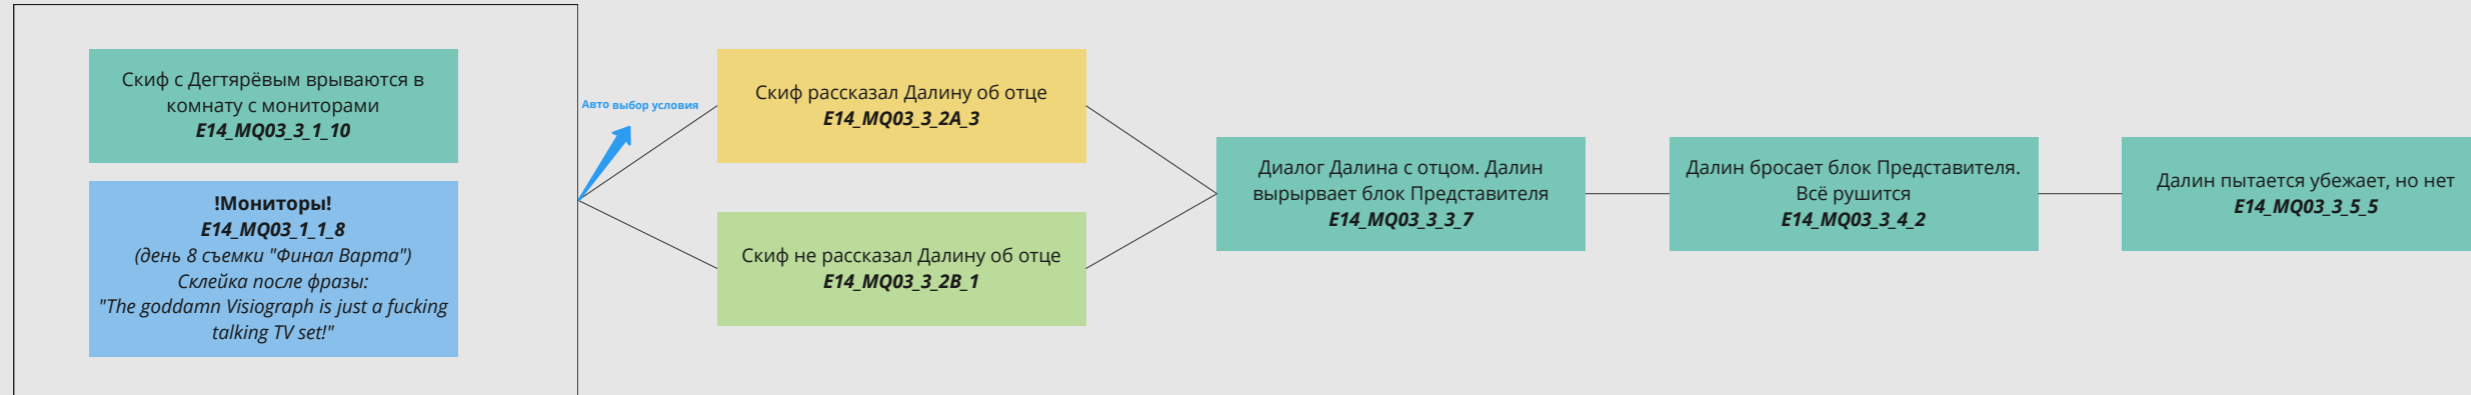 Скиф с Дегтярёвым врываются в
комнату с мониторами
E14_MQ03_3_1_10
!Мониторы!
E14_MQ03_1_1_8
(день 8 съемки "Финал Варта")
Склейка после фразы:
"The goddamn Visiograph is just a fucking
talking TV set!"
Авто выбор условия
Скиф рассказал Далину об отце
E14_MQ03_3_2A_3
Скиф не рассказал Далину об отце
E14_MQ03_3_2B_1
Диалог Далина с отцом. Далин
вырырвает блок Представителя
E14_MQ03_3_3_7
Далин бросает блок Представителя.
Всё рушится
E14_MQ03_3_4_2
Далин пытается убежает, но нет
E14_MQ03_3_5_5